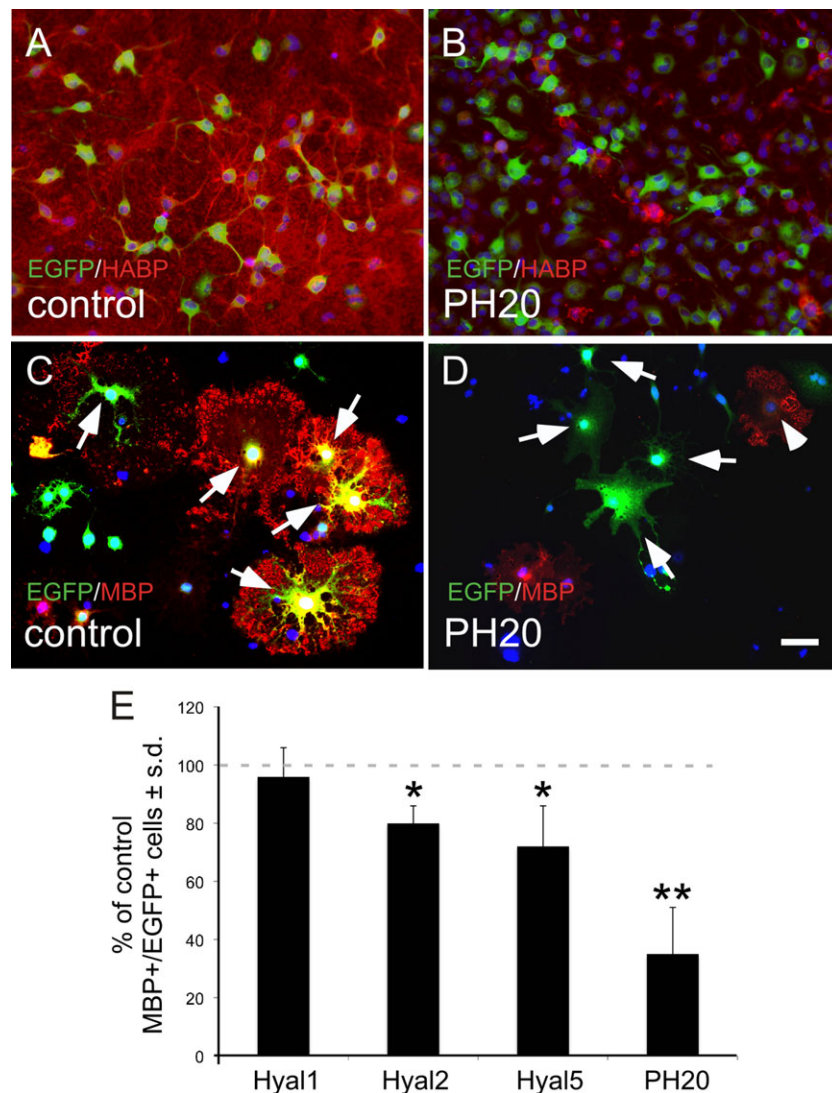 A
EGFP/HABP
control
B
EGFP/HABP
PH20
C
EGFP/MBP
control
D
EGFP/MBP
PH20
E
% of control
MBP+/EGFP+ cells ± s.d.
120
100
80
60
40
20
0
*
*
**
Hyal1
Hyal2
Hyal5
PH20